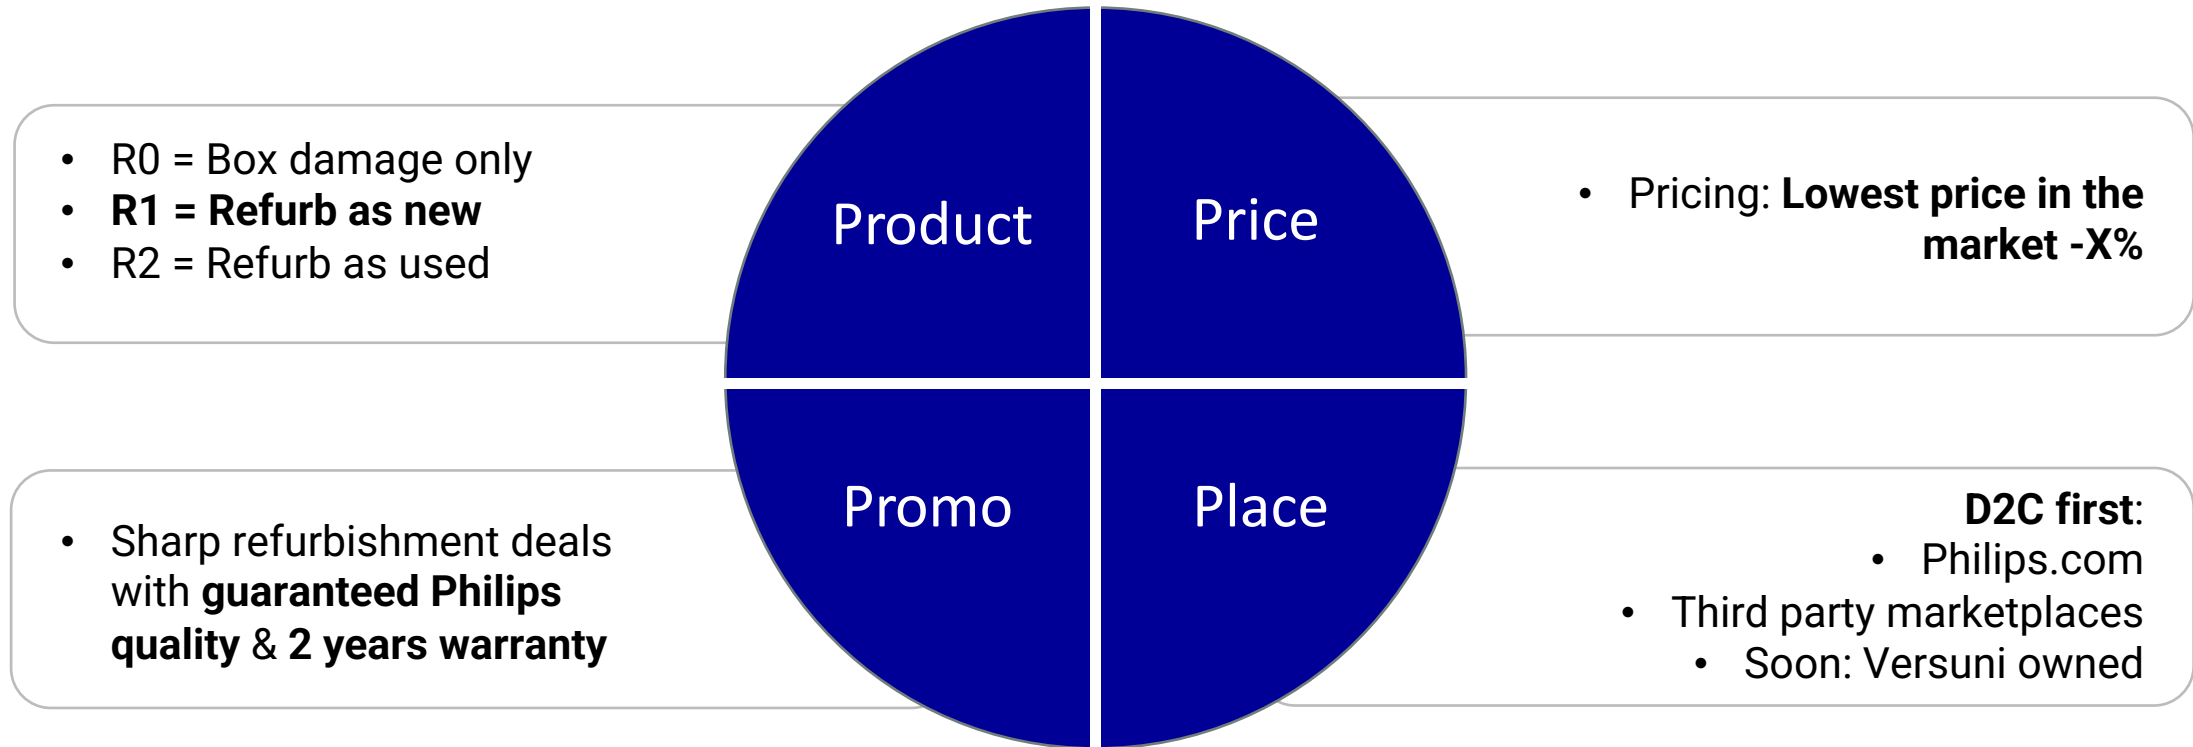 • R0 = Box damage only
• R1 = Refurb as new
• R2 = Refurb as used
Product
Price
• Pricing: Lowest price in the
market -X%
• Sharp refurbishment deals
with guaranteed Philips
quality & 2 years warranty
Promo
Place
D2C first:
• Philips.com
• Third party marketplaces
• Soon: Versuni owned